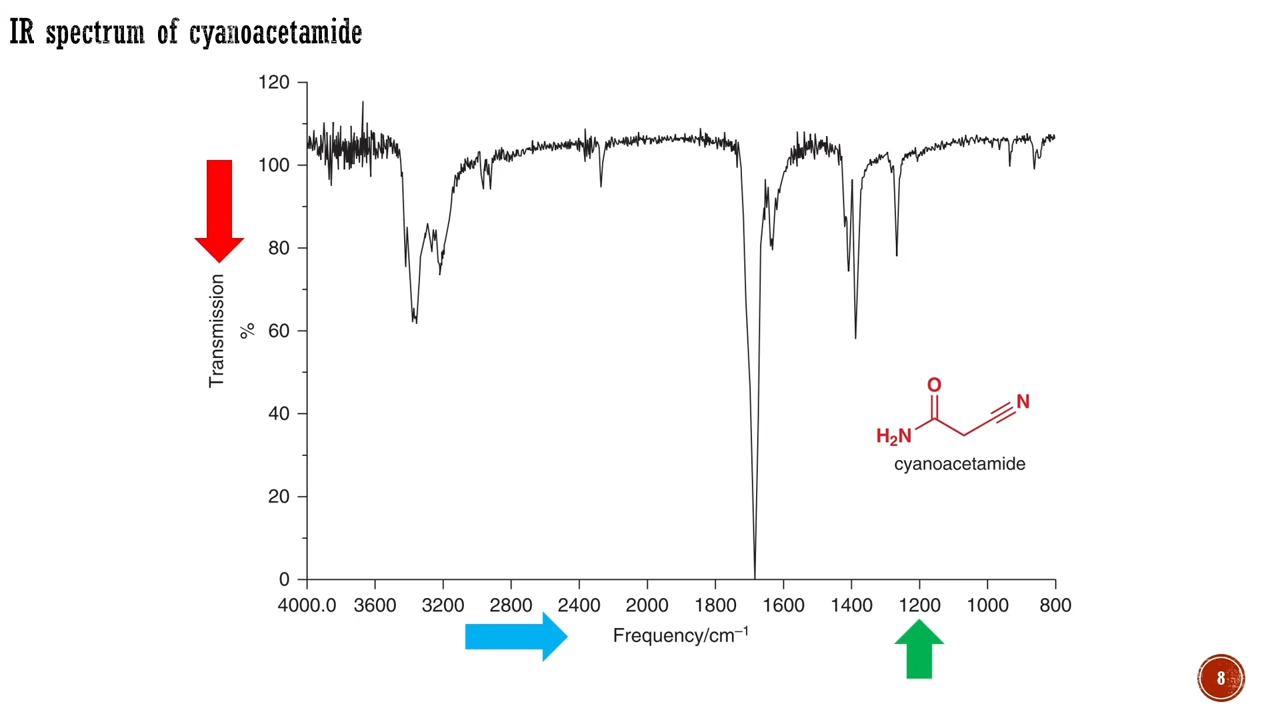 IR spectrum of cyanoacetamide
120
100
80
60
40
20
0
Transmission
%
4000.0 3600 3200 2800 2400 2000 1800 1600 1400 1200 1000 800
Frequency/cm⁻¹
O
H₂N
N
cyanoacetamide
8